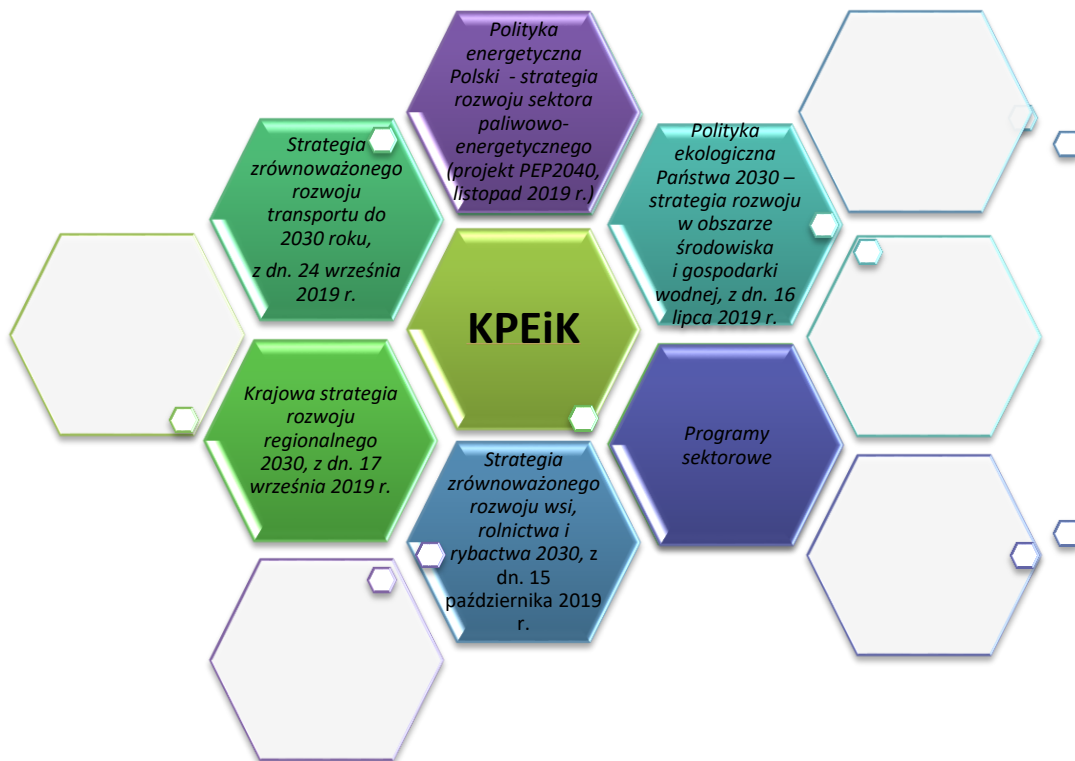 Polityka
energetyczna
Polski - strategia
rozwoju sektora
paliwowo-
energetycznego
(projekt PEP2040,
listopad 2019 r.)
Strategia
zrównoważonego
rozwoju
transportu do
2030 roku,
z dn. 24 września
2019 r.
Polityka
ekologiczna
Państwa 2030 –
strategia rozwoju
w obszarze
środowiska
i gospodarki
wodnej, z dn. 16
lipca 2019 r.
KPEiK
Krajowa strategia
rozwoju
regionalnego
2030, z dn. 17
września 2019 r.
Programy
sektorowe
Strategia
zrównoważonego
rozwoju wsi,
rolnictwa i
rybactwa 2030, z
dn. 15
października 2019
r.